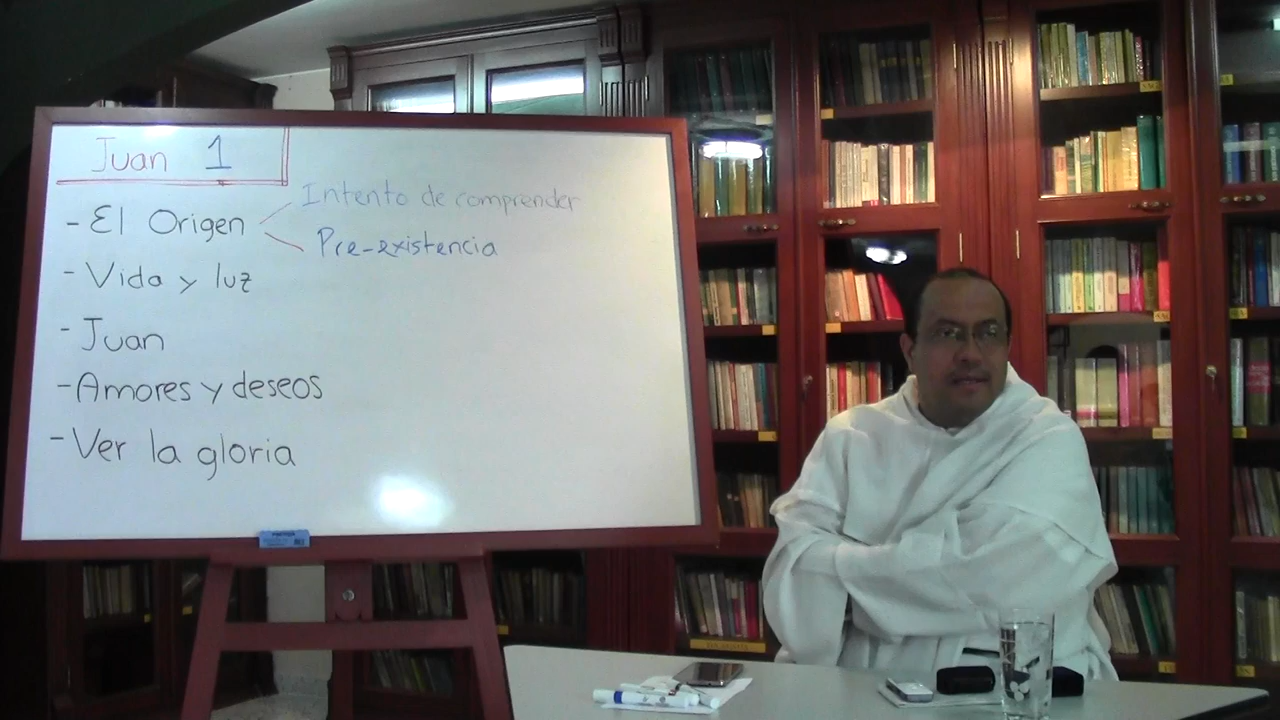 Juan 1
- El Origen
Intento de comprender
Pre-existencia
- Vida y luz
- Juan
- Amores y deseos
- Ver la gloria